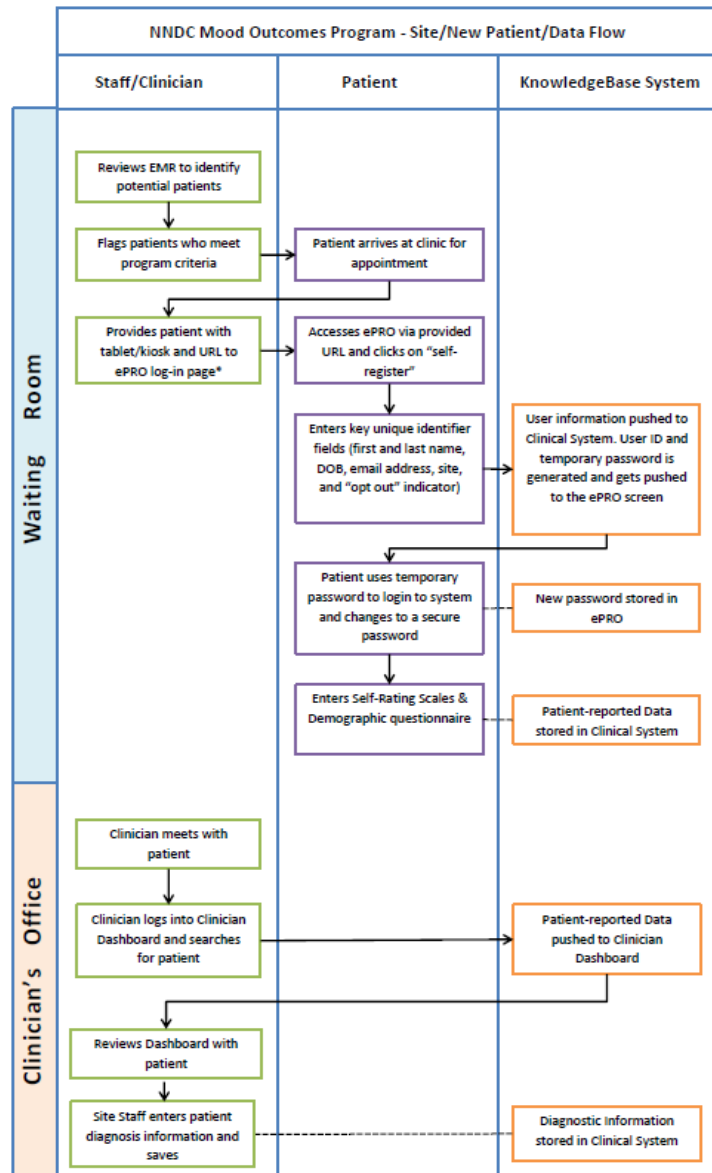 NNDC Mood Outcomes Program - Site/New Patient/Data Flow
Staff/Clinician
Patient
KnowledgeBase System
Waiting Room
Reviews EMR to identify
potential patients
Flags patients who meet
program criteria
Patient arrives at clinic for
appointment
Provides patient with
tablet/kiosk and URL to
ePRO log-in page*
Accesses ePRO via provided
URL and clicks on “self-
register”
Enters key unique identifier
fields (first and last name,
DOB, email address, site,
and “opt out” indicator)
User information pushed to
Clinical System. User ID and
temporary password is
generated and gets pushed
to the ePRO screen
Patient uses temporary
password to login to system
and changes to a secure
password
New password stored in
ePRO
Enters Self-Rating Scales &
Demographic questionnaire
Patient-reported Data
stored in Clinical System
Clinician’s Office
Clinician meets with
patient
Clinician logs into Clinician
Dashboard and searches
for patient
Patient-reported Data
pushed to Clinician
Dashboard
Reviews Dashboard with
patient
Site Staff enters patient
diagnosis information and
saves
Diagnostic Information
stored in Clinical System